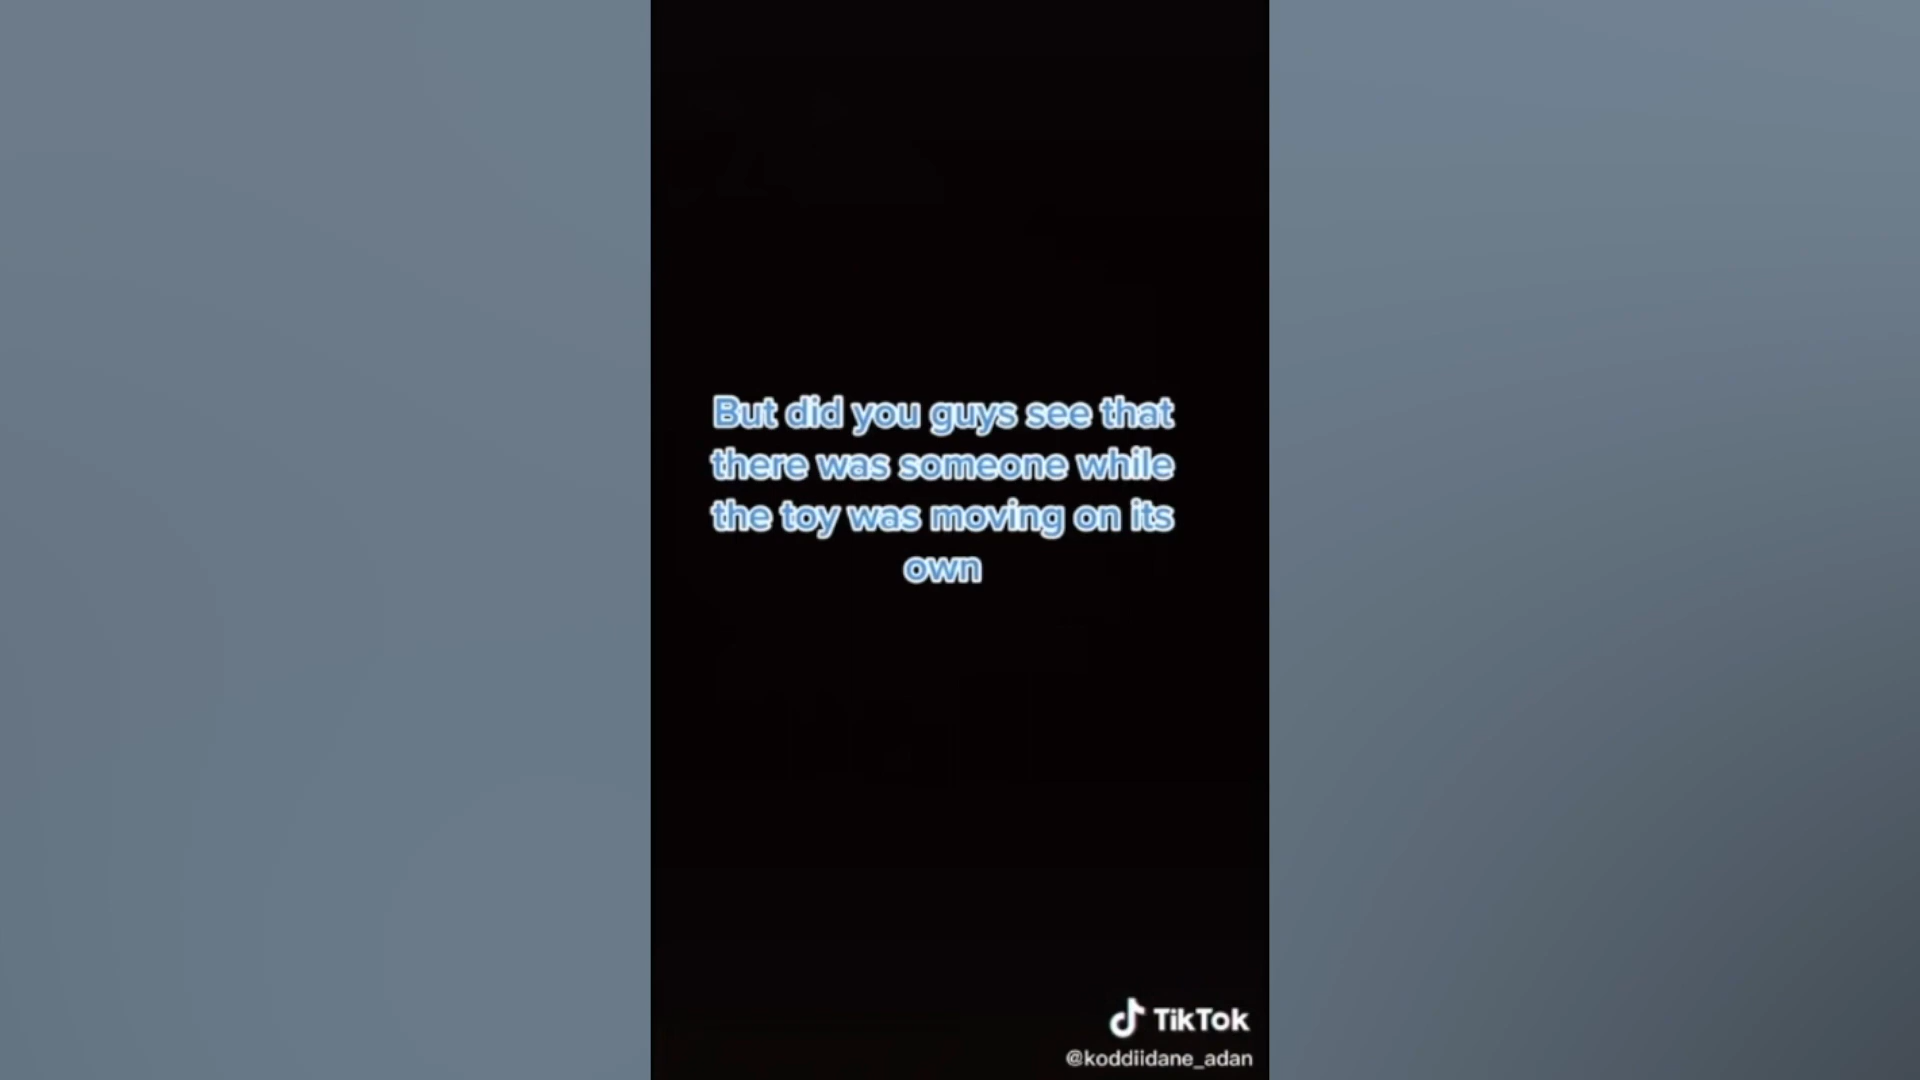 But did you guys see that
there was someone while
the toy was moving on its
own
TikTok
@koddiidane_adan